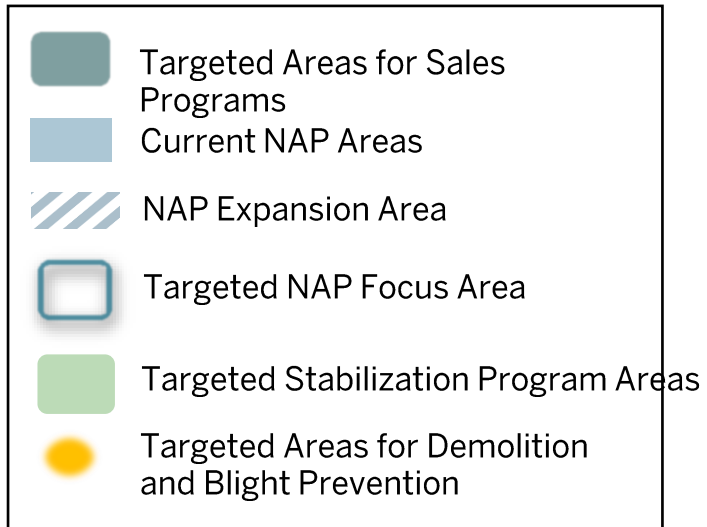 Targeted Areas for Sales
Programs
Current NAP Areas
NAP Expansion Area
Targeted NAP Focus Area
Targeted Stabilization Program Areas
Targeted Areas for Demolition
and Blight Prevention